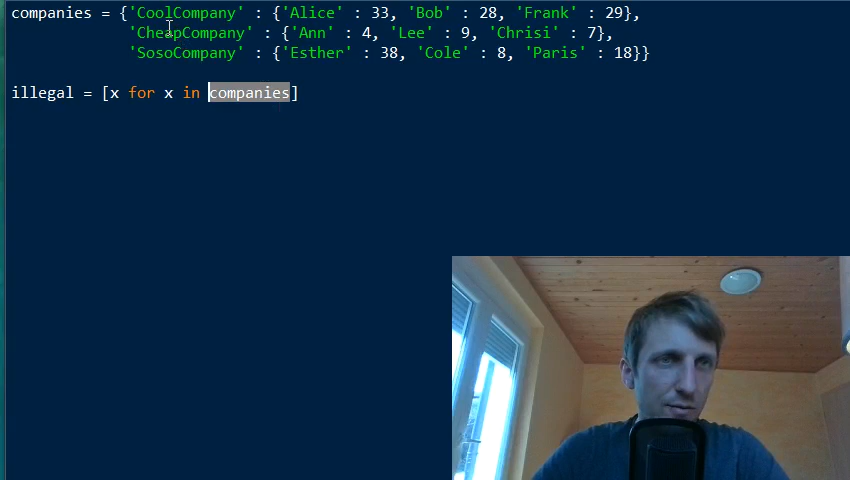 companies = {'CoolCompany' : {'Alice' : 33, 'Bob' : 28, 'Frank' : 29},
'CheapCompany' : {'Ann' : 4, 'Lee' : 9, 'Chrisi' : 7},
'SosoCompany' : {'Esther' : 38, 'Cole' : 8, 'Paris' : 18}}
illegal = [x for x in companies]